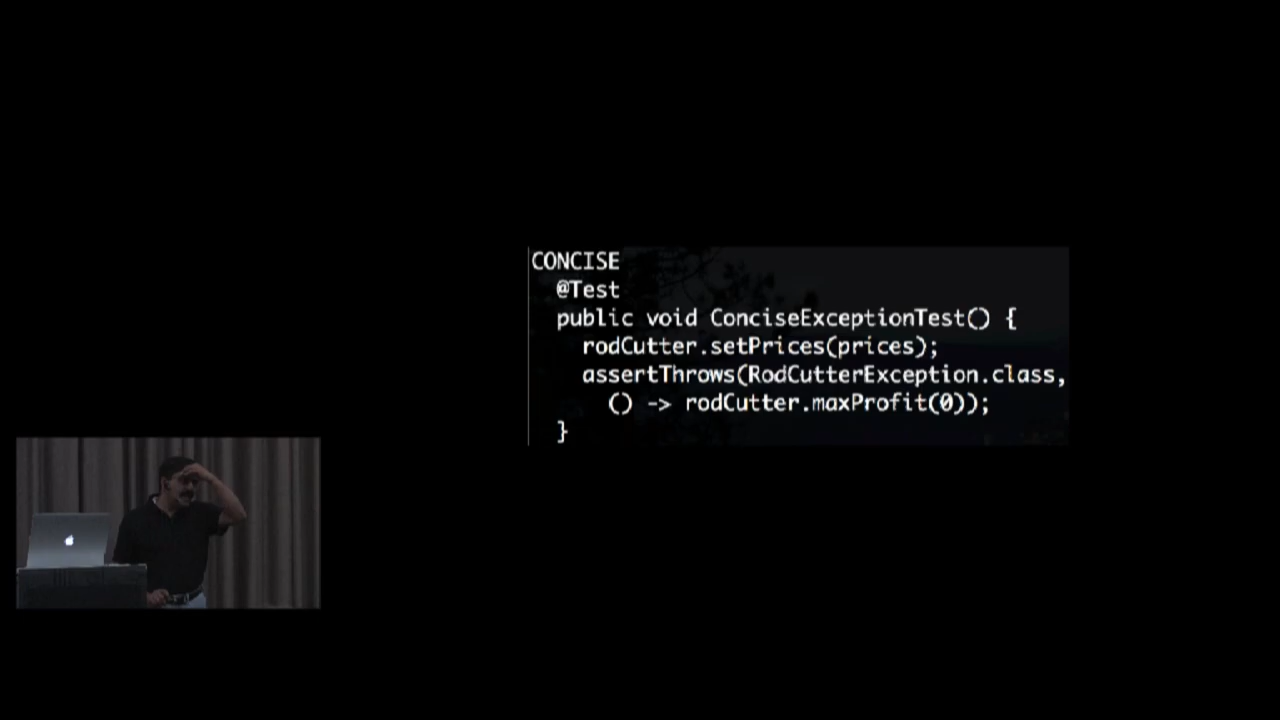 CONCISE
@Test
public void ConciseExceptionTest() {
rodCutter.setPrices(prices);
assertThrows(RodCutterException.class,
() -> rodCutter.maxProfit(0));
}